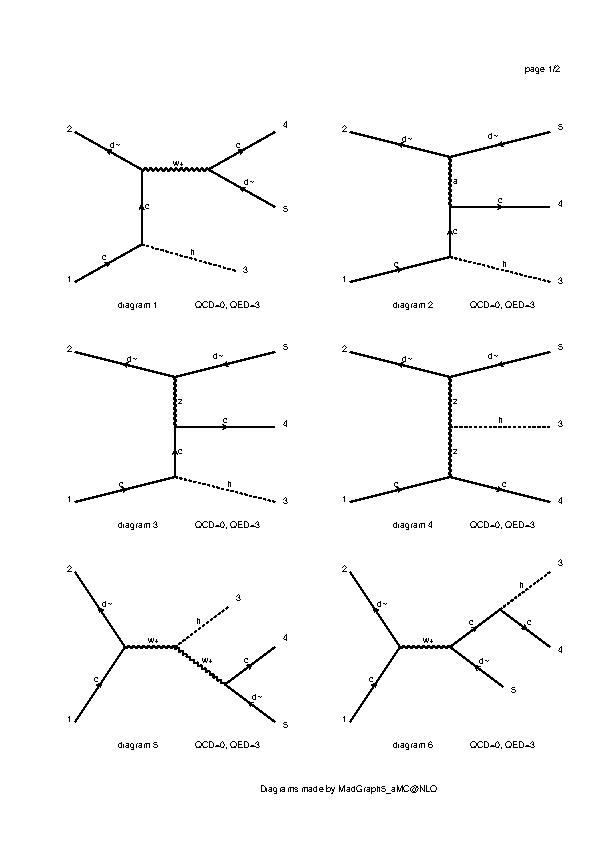 page 1/2
2 d~ w+ c 4
d~ 5
c
c h 3
1
diagram 1 QCD=0, QED=3
2 d~ d~ 5
a
c 4
c
c h
1 3
diagram 2 QCD=0, QED=3
2 d~ d~ 5
z
c 4
c
c h
1 3
diagram 3 QCD=0, QED=3
2 d~ d~ 5
z
h 3
z
c c
1 4
diagram 4 QCD=0, QED=3
2 3
d~ h
w+ 4
w+ c
c d~
1 5
diagram 5 QCD=0, QED=3
2 3
h
d~ c c
w+ 4
d~
c 5
1
diagram 6 QCD=0, QED=3
Diagrams made by MadGraph5_aMC@NLO